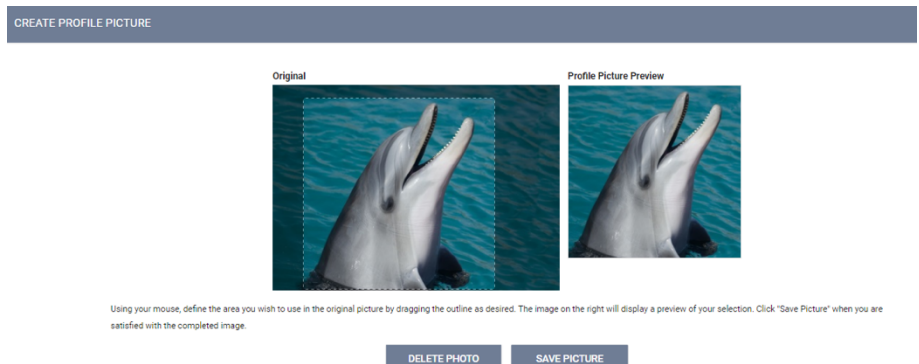 CREATE PROFILE PICTURE
Original
Profile Picture Preview
Using your mouse, define the area you wish to use in the original picture by dragging the outline as desired. The image on the right will display a preview of your selection. Click "Save Picture" when you are
satisfied with the completed image.
DELETE PHOTO
SAVE PICTURE